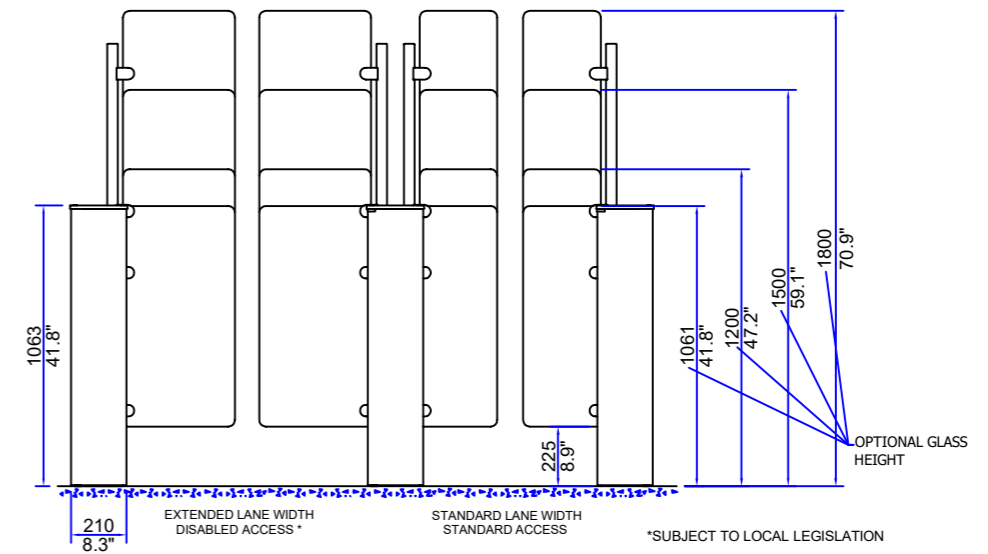 1063
41.8"
210
8.3"
EXTENDED LANE WIDTH
DISABLED ACCESS *
STANDARD LANE WIDTH
STANDARD ACCESS
225
8.9"
1061
41.8"
1200
47.2"
1500
59.1"
1800
70.9"
OPTIONAL GLASS
HEIGHT
*SUBJECT TO LOCAL LEGISLATION